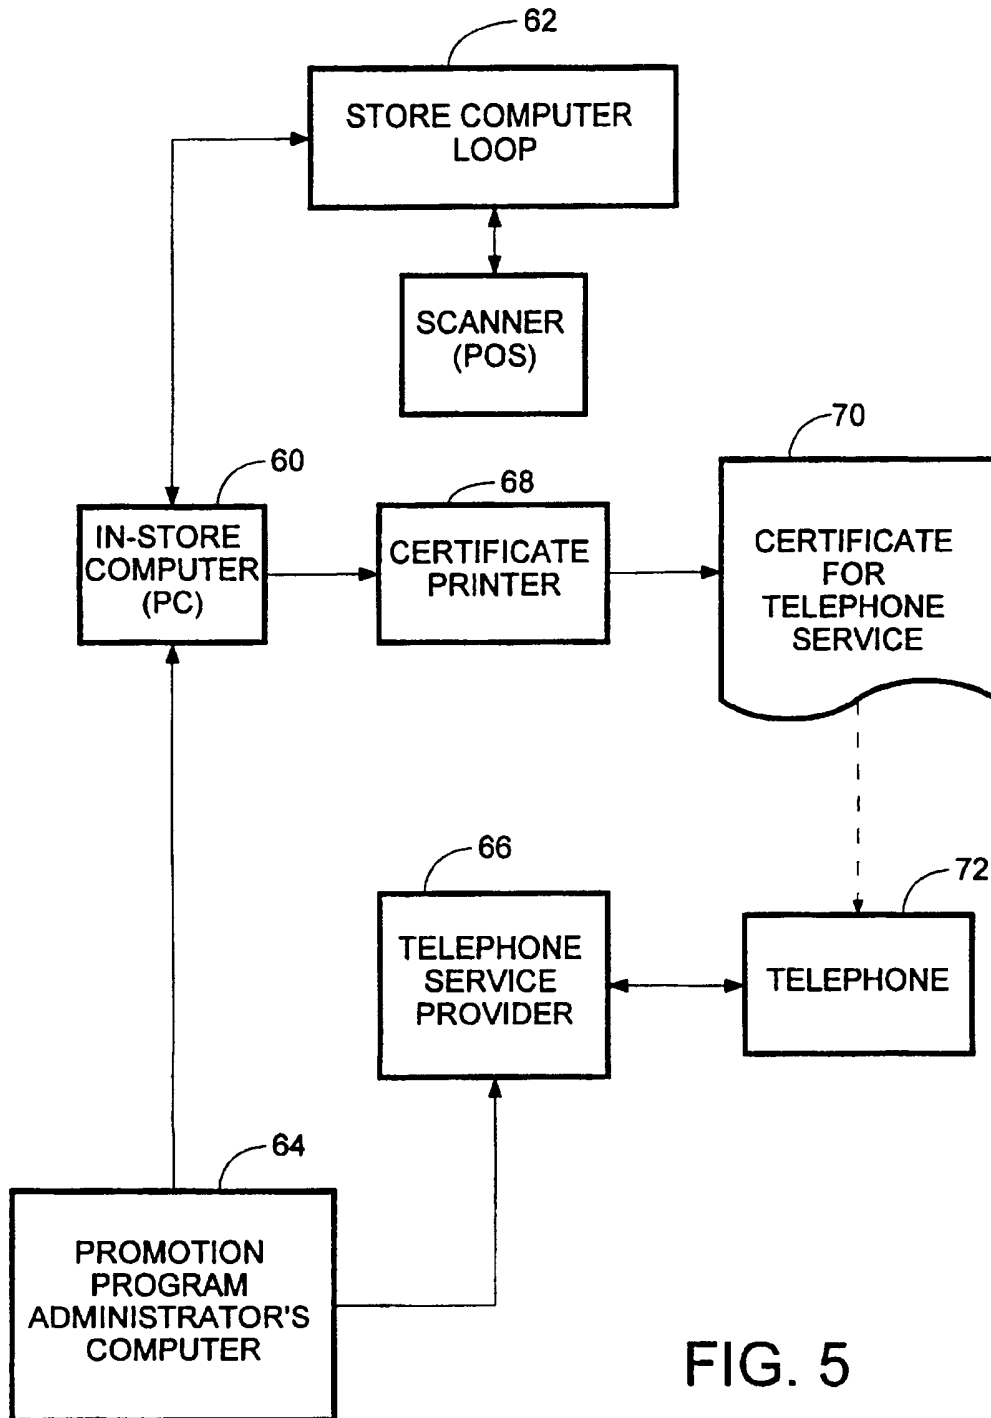 62
STORE COMPUTER
LOOP
SCANNER
(POS)
60
IN-STORE
COMPUTER
(PC)
68
CERTIFICATE
PRINTER
70
CERTIFICATE
FOR
TELEPHONE
SERVICE
66
TELEPHONE
SERVICE
PROVIDER
72
TELEPHONE
64
PROMOTION
PROGRAM
ADMINISTRATOR'S
COMPUTER
FIG. 5